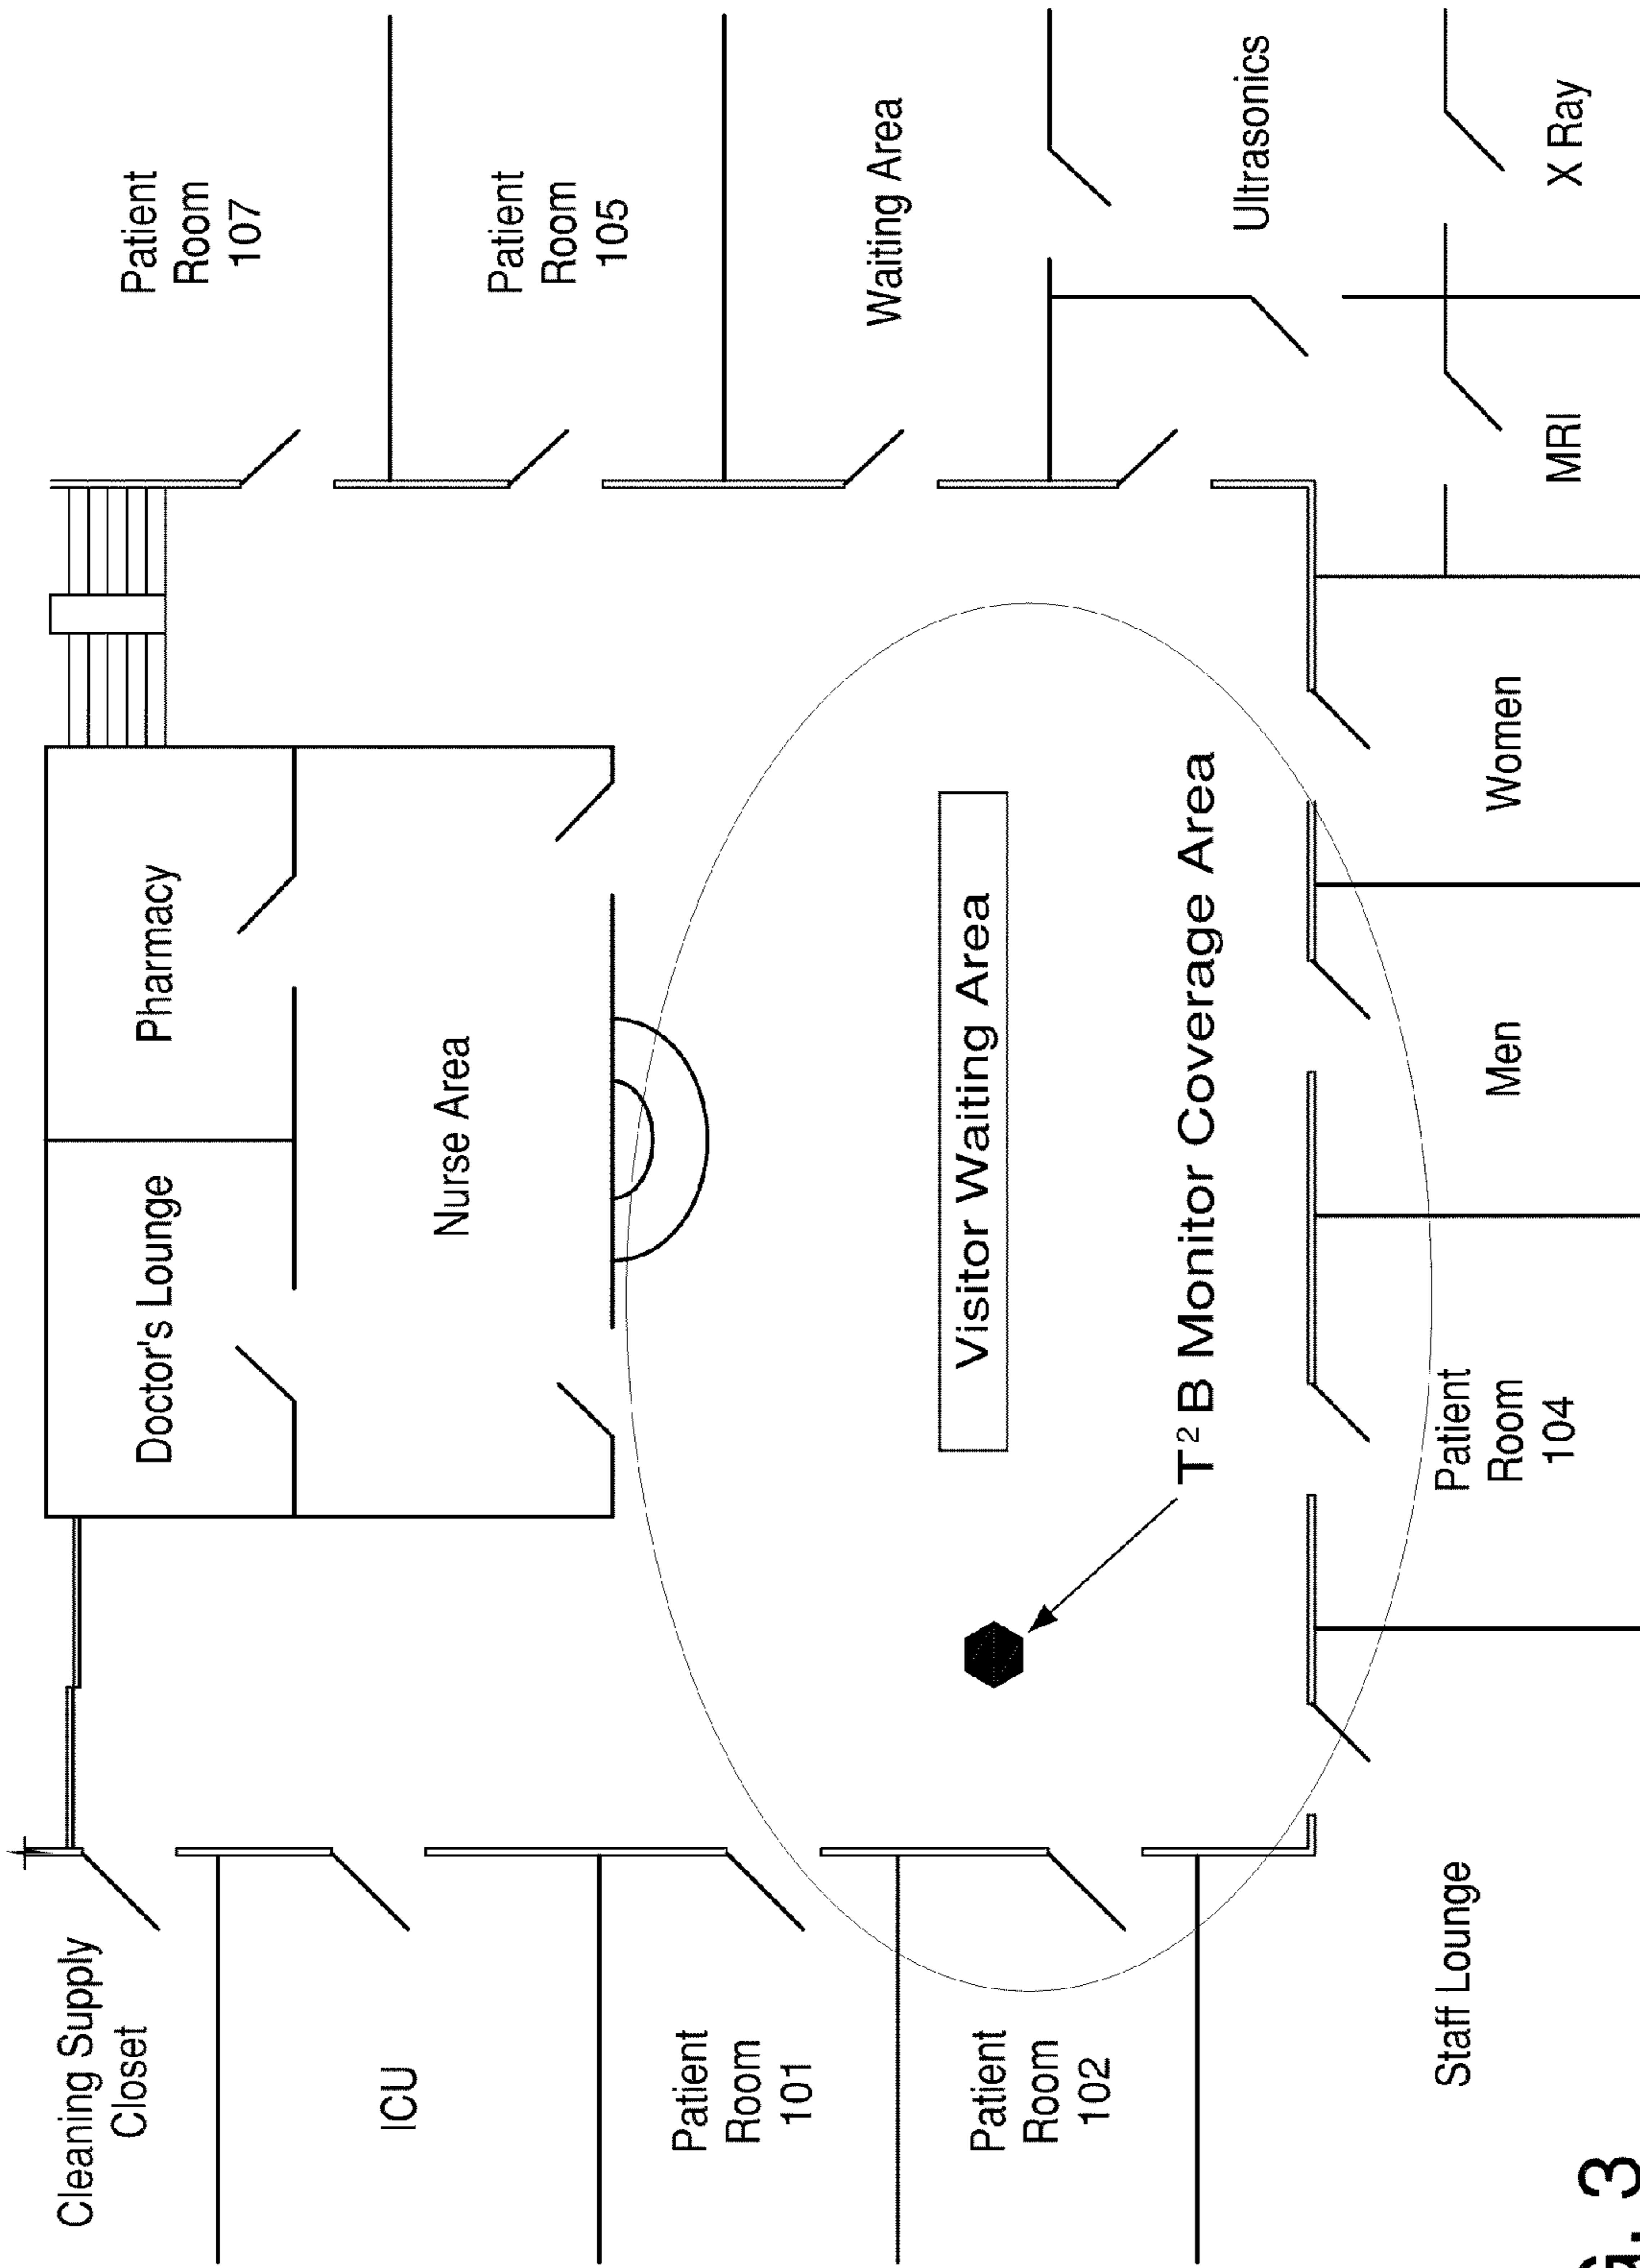 Cleaning Supply
Closet
Doctor's Lounge
Pharmacy
Patient
Room
107
ICU
Nurse Area
Patient
Room
105
Patient
Room
101
Waiting Area
Visitor Waiting Area
Patient
Room
102
T² B Monitor Coverage Area
Ultrasonics
Staff Lounge
Patient
Room
104
Men
Women
MRI
X Ray
G. 3